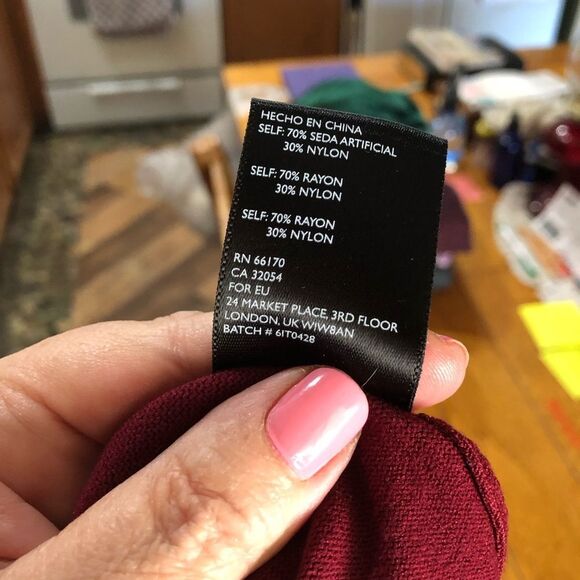 HECHO EN CHINA
SELF: 70% SEDA ARTIFICIAL
30% NYLON
SELF: 70% RAYON
30% NYLON
SELF: 70% RAYON
30% NYLON
RN 66170
CA 32054
FOR EU
24 MARKET PLACE, 3RD FLOOR
LONDON, UK W1W8AN
BATCH # 61T0428